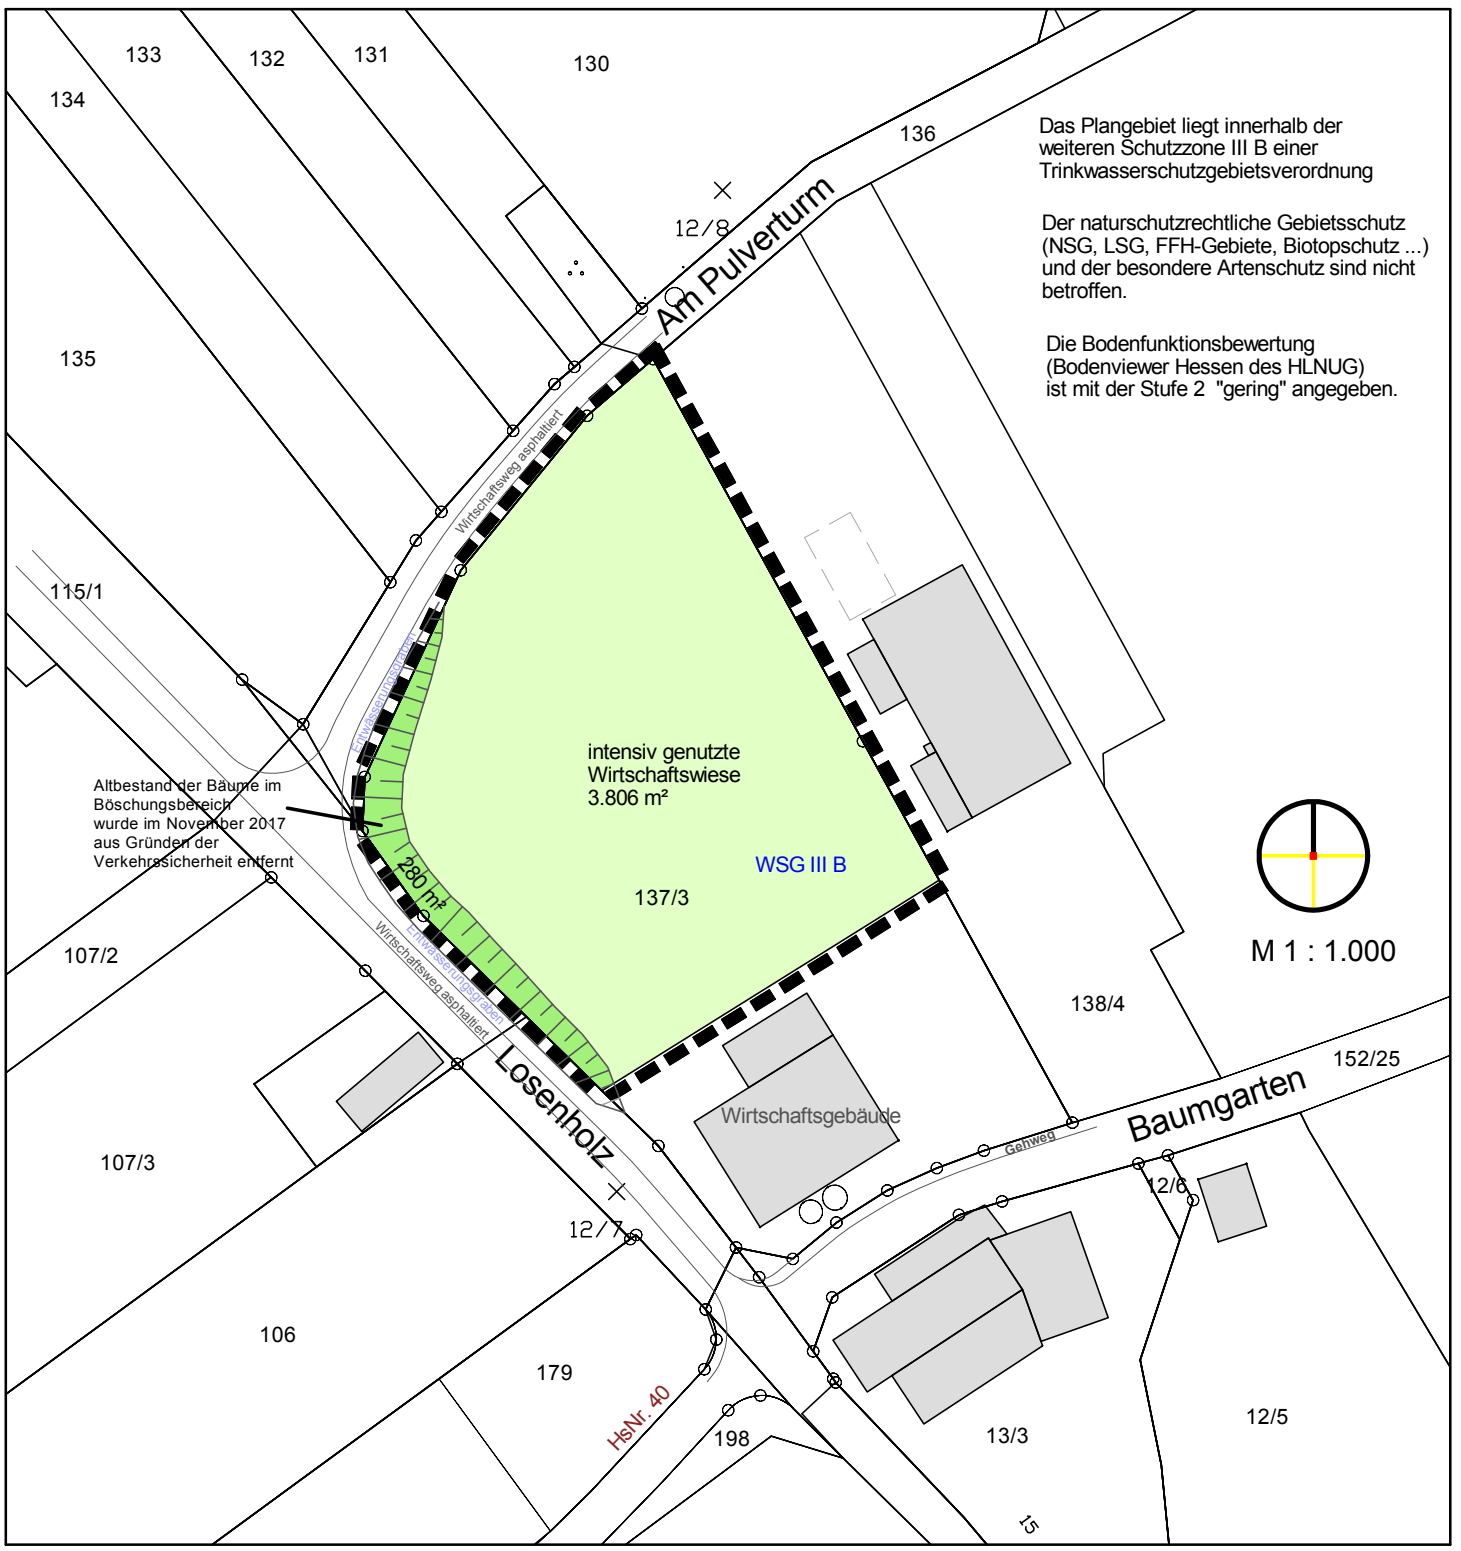 133
132
131
130
134
136
Das Plangebiet liegt innerhalb der
weiteren Schutzzone III B einer
Trinkwasserschutzgebietsverordnung
Der naturschutzrechtliche Gebietsschutz
(NSG, LSG, FFH-Gebiete, Biotopschutz ...)
und der besondere Artenschutz sind nicht
betroffen.
Die Bodenfunktionsbewertung
(Bodenviewer Hessen des HLNUG)
ist mit der Stufe 2 "gering" angegeben.
12/8
Am Pulverturm
135
Wirtschaftsweg asphaltiert
115/1
Entwässerungsgraben
intensiv genutzte
Wirtschaftswiese
3.806 m²
Altbestand der Bäume im
Böschungsbereich
wurde im November 2017
aus Gründen der
Verkehrssicherheit entfernt
280 m²
WSG III B
137/3
M 1 : 1.000
107/2
Entwässerungsgraben
Wirtschaftsweg asphaltiert
138/4
152/25
Losenholz
Wirtschaftsgebäude
Baumgarten
Gehweg
107/3
12/6
12/7
106
179
HsNr. 40
198
13/3
12/5
15